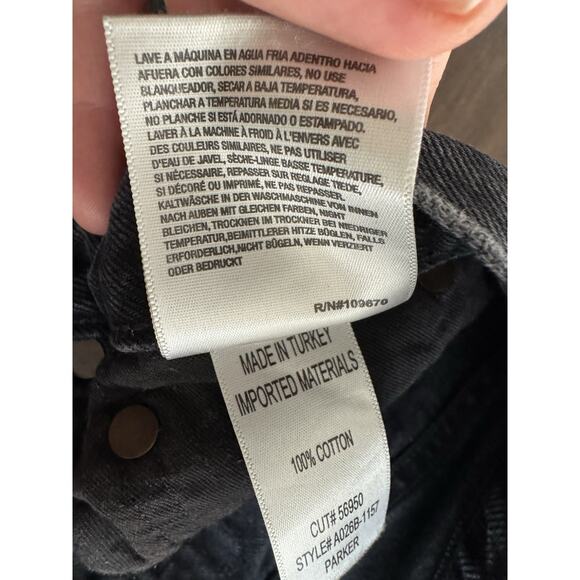 LAVE A MÁQUINA EN AGUA FRIA ADENTRO HACIA
AFUERA CON COLORES SIMILARES, NO USE
BLANQUEADOR, SECAR A BAJA TEMPERATURA,
PLANCHAR A TEMPERATURA MEDIA SI ES NECESARIO,
NO PLANCHE SI ESTÁ ADORNADO O ESTAMPADO.
LAVER À LA MACHINE À FROID À L'ENVERS AVEC
DES COULEURS SIMILAIRES, NE PAS UTILISER
D'EAU DE JAVEL, SÈCHE-LINGE BASSE TEMPERATURE,
SI NÉCESSAIRE, REPASSER SUR REGLAGE TIEDE,
SI DÉCORÉ OU IMPRIMÉ, NE PAS REPASSER.
KALTWÄSCHE IN DER WASCHMASCHINE VON INNEN
NACH AUBEN MIT GLEICHEN FARBEN, NIGHT
BLEICHEN, TROCKNEN IM TROCKNER BEI NIEDRIGER
TEMPERATUR,BEIMITTLERER HITZE BÜGLEN, FALLS
ERFORDERLICH,NICHT BÜGELN, WENN VERZIERT
ODER BEDRUCKT
R/N#109670
MADE IN TURKEY
IMPORTED MATERIALS
100% COTTON
CUT# 56950
STYLE# A026B-1157
PARKER